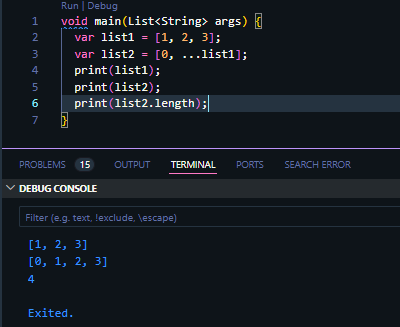 Run | Debug
1 void main(List<String> args) {
2 var list1 = [1, 2, 3];
3 var list2 = [0, ...list1];
4 print(list1);
5 print(list2);
6 print(list2.length);
7 }
PROBLEMS 15 OUTPUT TERMINAL PORTS SEARCH ERROR
DEBUG CONSOLE
Filter (e.g. text, !exclude, \escape)
[1, 2, 3]
[0, 1, 2, 3]
4
Exited.